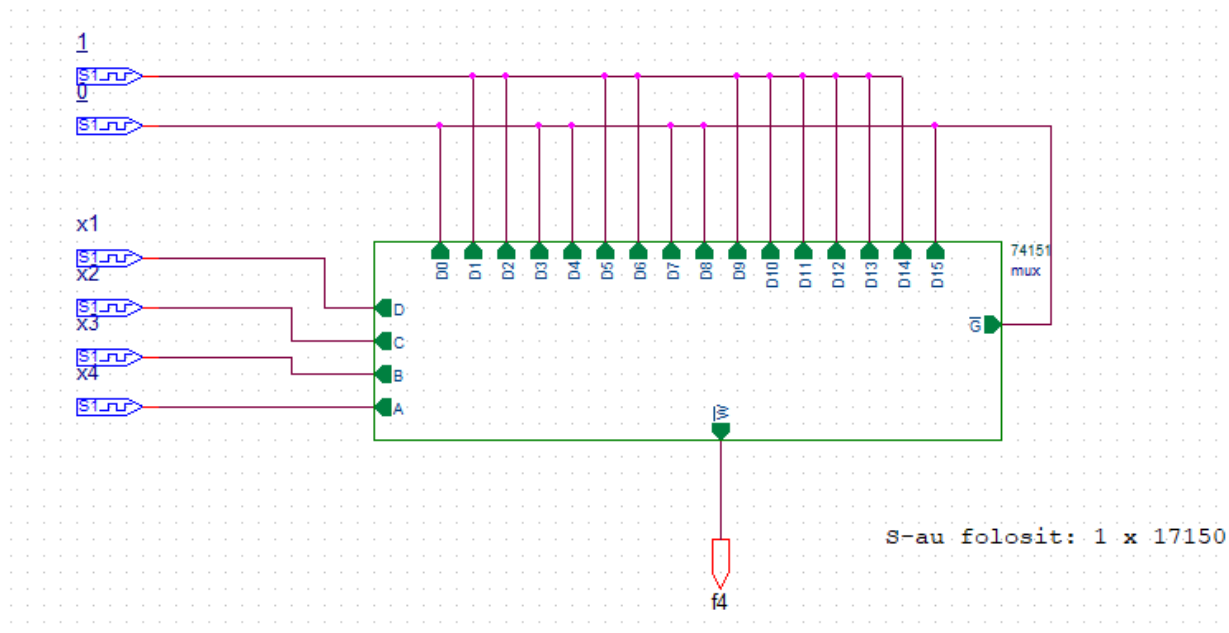 1
S1
0
S1
x1
S1
x2
S1
x3
S1
x4
S1
D0 D1 D2 D3 D4 D5 D6 D7 D8 D9 D10 D11 D12 D13 D14 D15
74151
mux
D
C
B
A
G
W
S-au folosit: 1 x 17150
f4